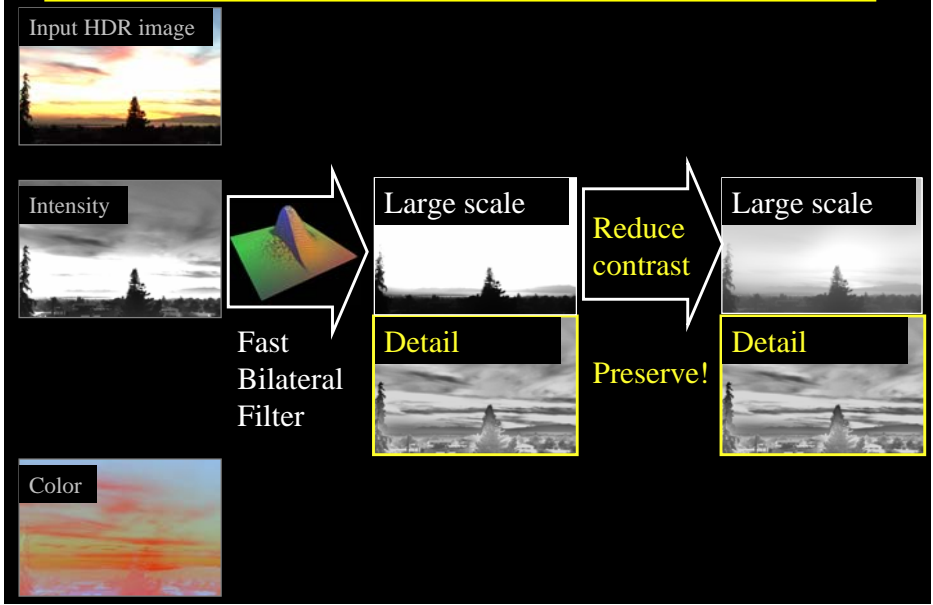 Input HDR image
Intensity
Large scale
Reduce
contrast
Large scale
Fast
Bilateral
Filter
Detail
Preserve!
Detail
Color